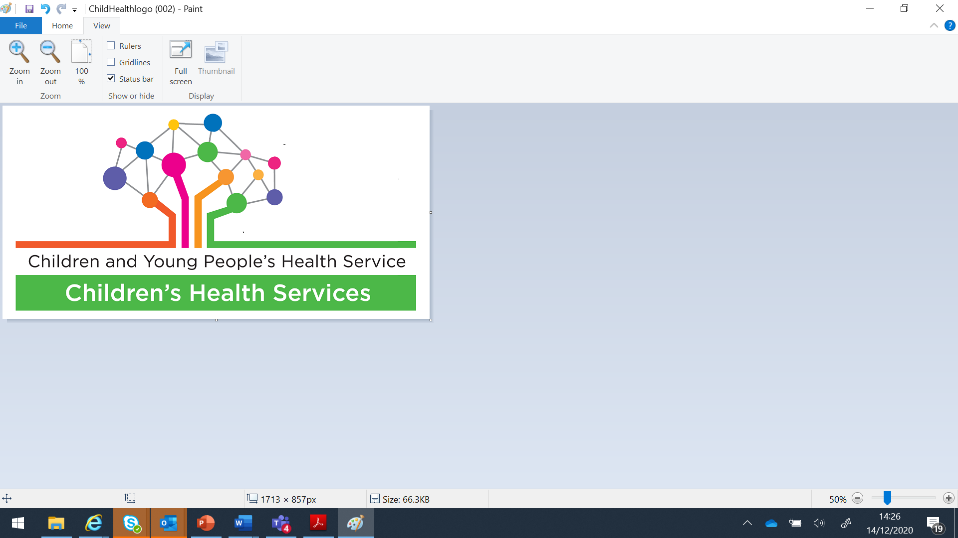 ChildHealthlogo (002) - Paint
File Home View
Zoom in
Zoom out
100 %
Rulers
Gridlines
Status bar
Full screen
Thumbnail
Zoom
Show or hide
Display
Children and Young People's Health Service
Children's Health Services
1713 × 857px
Size: 66.3KB
50%
14:26
14/12/2020
4
19